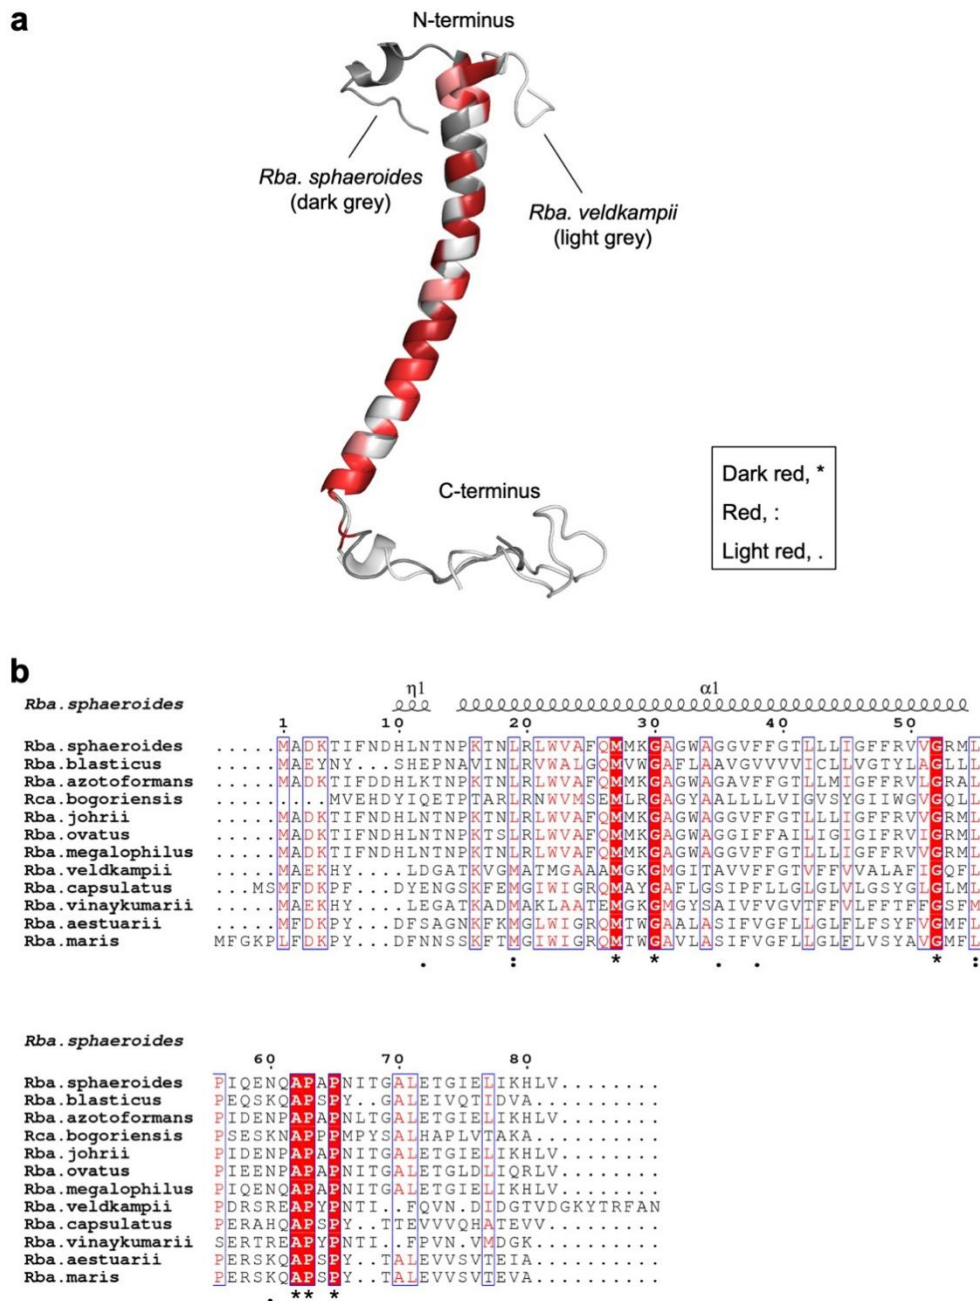 a
N-terminus
Rba. sphaeroides
(dark grey)
Rba. veldkampii
(light grey)
C-terminus
Dark red, *
Red, :
Light red, .
b
η1 α1
Rba.sphaeroides
1 10 20 30 40 50
Rba.sphaeroides .....MADKTIFNDHLNTNPKTNLRLWVAFQMMKGAGWAGGVFFGTLLLIGFFRVVGRML
Rba.blasticus .....MAEYNY...SHEPNAVINLRVWALGQMVWGAFLAAVGVVVVICLLVGTYLAGLLL
Rba.azotoformans .....MADKTIFDDHLKTNPKTNLRLWVAFQMMKGAGWAGAVFFGTLLLIGFFRVLGRAL
Rca.bogoriensis .........MVEHDYIQETPTARLRNWVMSEMLRGAGYAALLLLVIGVSYGIIWGVGQLL
Rba.johrii .....MADKTIFNDHLNTNPKTNLRLWVAFQMMKGAGWAGGVFFGTLLLIGFFRVIGRML
Rba.ovatus .....MADKTIFNDHLNTNPKTSLRLWVAFQMMKGAGWAGGIFFAILIGIGIFRVIGRML
Rba.megalophilus .....MADKTIFNDHLNTNPKTNLRLWVAFQMMKGAGWAGGVFFGTLLLIGFFRVVGRML
Rba.veldkampii .....MAEKHY...LDGATKVGMATMGAAAMGKGMGITAVVFFGTVFFVVALAFIGQFL
Rba.capsulatus ...MSMFDKPF..DYENGSKFEMGIWIGRQMAYGAFLGSIPFLLGLGLVLGSYGLGLML
Rba.vinaykumarii .....MAEKHY...LEGATKADMAKLAATEMGKGMGYSAIVFVGVTFFVLFFTFFGSFM
Rba.aestuarii .....MFDKPY...DFSAGNKFKMGLWIGRQMTWGAALASIFVGFLLGLFLSYFVGMFL
Rba.maris MFGKPLFDKPY...DFNNSSKFTMGLWIGRQMTWGAVLASIFVGFLGLFLVSYAVGMFL
. : * * . . * :
Rba.sphaeroides
60 70 80
Rba.sphaeroides PIQENQAPAPNITGALETGIELIKHLV........
Rba.blasticus PEQSKQAPSPY..GALEIVQTIDVA..........
Rba.azotoformans PIDENPAPAPNLTGALETGIELIKHLV........
Rca.bogoriensis PSESKNAPPPMPYSALHAPLVTAKA..........
Rba.johrii PIDENPAPAPNITGALETGIELIKHLV........
Rba.ovatus PIEENPAPAPNITGALETGLDLIQRLV........
Rba.megalophilus PIQENQAPAPNITGALETGIELIKHLV........
Rba.veldkampii PDRSREAPYPNTI..FQVN.DIDGTVDGKYTRFAN
Rba.capsulatus PERAHQAPSPY..TTEVVVQHATEVV.........
Rba.vinaykumarii SERTREAPYPNTI..FPVN.VMDGK..........
Rba.aestuarii PERSKQAPSPY..TALEVVSVTEIA..........
Rba.maris PERSKQAPSPY..TALEVVSVTEVA..........
. ** *